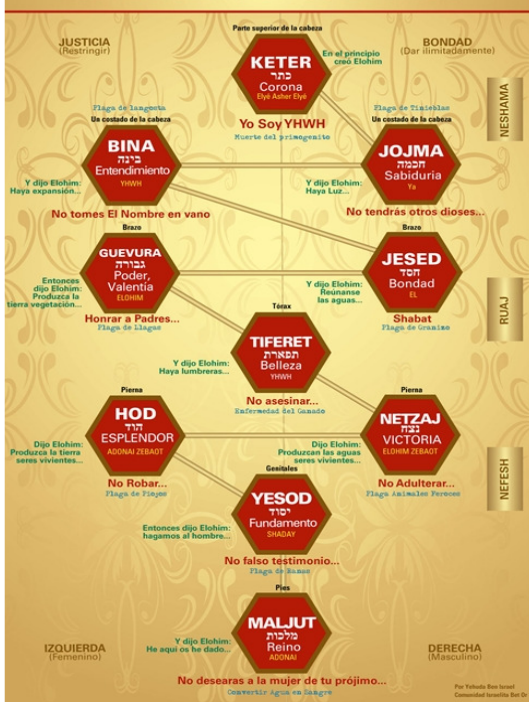 Parte superior de la cabeza
JUSTICIA
(Restringir)
BONDAD
(Dar ilimitadamente)
En el principio
creó Elohim
KETER
כתר
Corona
Elyé Asher Elyé
Yo Soy YHWH
Muerte del primogenito
NESHAMA
Plaga de langosta
Un costado de la cabeza
BINA
בינה
Entendimiento
YHWH
Y dijo Elohim:
Haya expansión...
No tomes El Nombre en vano
Plaga de Tinieblas
Un costado de la cabeza
JOJMA
חכמה
Sabiduria
Ya
Y dijo Elohim:
Haya Luz...
No tendrás otros dioses...
Brazo
GUEVURA
גבורה
Poder,
Valentía
ELOHIM
Entonces
dijo Elohim:
Produzca la
tierra vegetación...
Honrar a Padres...
Plaga de Llagas
Brazo
JESED
חסד
Bondad
EL
Y dijo Elohim:
Reúnanse
las aguas...
Shabat
Plaga de Granizo
RUAJ
Tórax
TIFERET
תפארת
Belleza
YHWH
Y dijo Elohim:
Haya lumbreras...
No asesinar...
Enfermedad del Ganado
Pierna
HOD
הוד
ESPLENDOR
ADONAI ZEBAOT
Dijo Elohim:
Produzca la tierra
seres vivientes...
No Robar...
Plaga de Piojos
Pierna
NETZAJ
נצח
VICTORIA
ELOHIM ZEBAOT
Dijo Elohim:
Produzcan las aguas
seres vivientes...
No Adulterar...
Plaga Animales Feroces
NEFESH
Genitales
YESOD
יסוד
Fundamento
SHADAY
Entonces dijo Elohim:
hagamos al hombre...
No falso testimonio...
Plaga de Ranas
Pies
MALJUT
מלכות
Reino
ADONAI
Y dijo Elohim:
He aqui os he dado...
No desearas a la mujer de tu prójimo...
Convertir Agua en Sangre
IZQUIERDA
(Femenino)
DERECHA
(Masculino)
Por Yehuda Ben Israel
Comunidad Israelita Bet Or